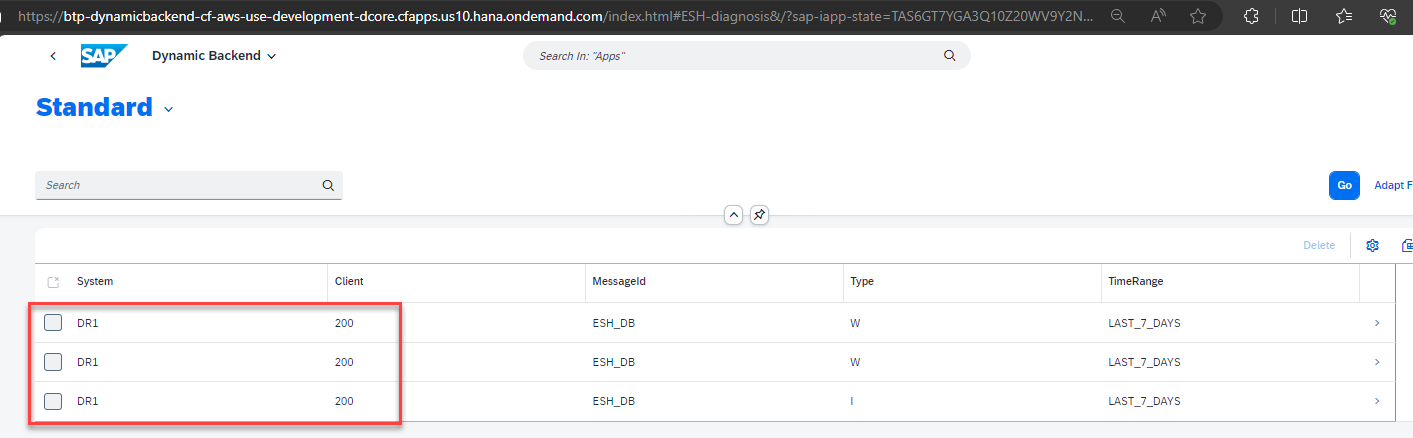 https://btp-dynamicbackend-cf-aws-use-development-dcore.cfapps.us10.hana.ondemand.com/index.html#ESH-diagnosis&/?sap-iapp-state=TAS6GT7YGA3Q10Z20WV9Y2N...
SAP Dynamic Backend Search In: "Apps"
Standard
Search Go Adapt F
Delete
System Client MessageId Type TimeRange
DR1 200 ESH_DB W LAST_7_DAYS
DR1 200 ESH_DB W LAST_7_DAYS
DR1 200 ESH_DB I LAST_7_DAYS